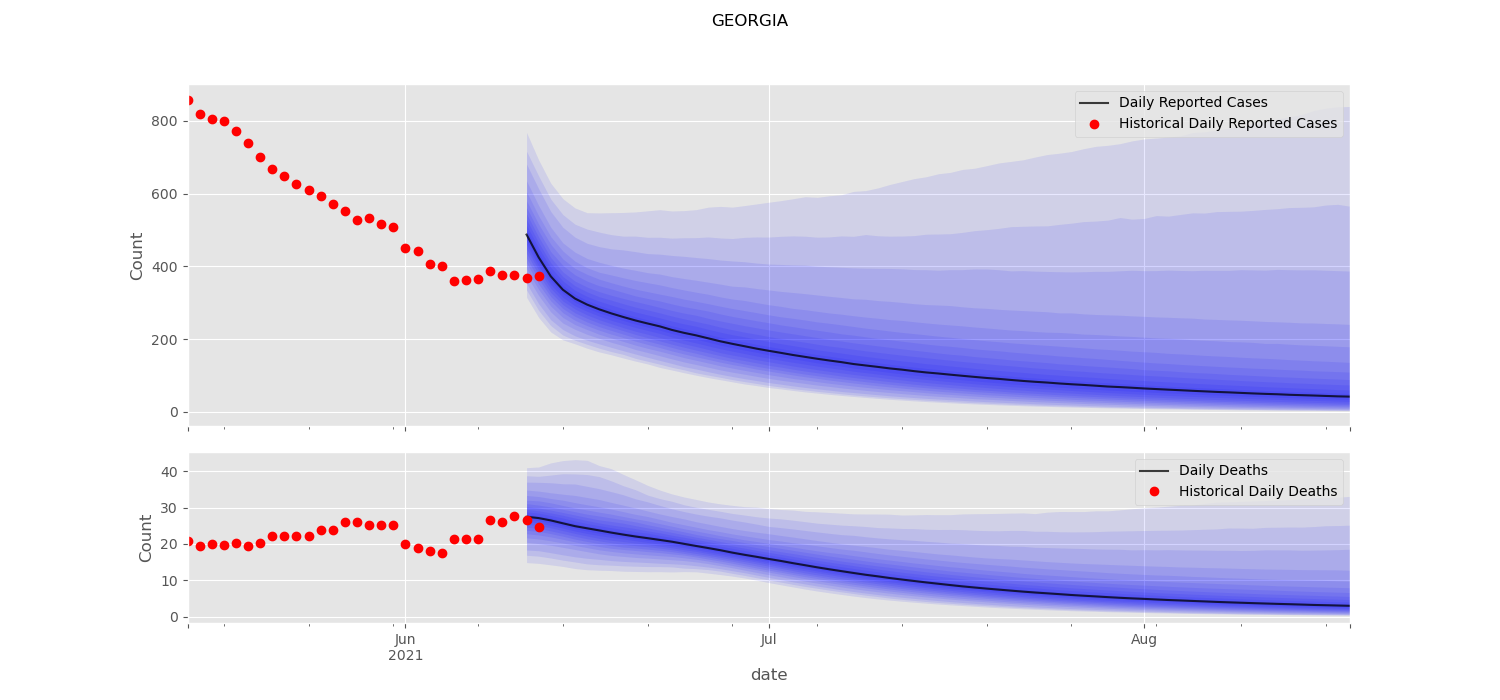 GEORGIA
Daily Reported Cases
Historical Daily Reported Cases
800
600
400
200
0
Count
Daily Deaths
Historical Daily Deaths
40
30
20
10
0
Count
Jun
2021
Jul
Aug
date